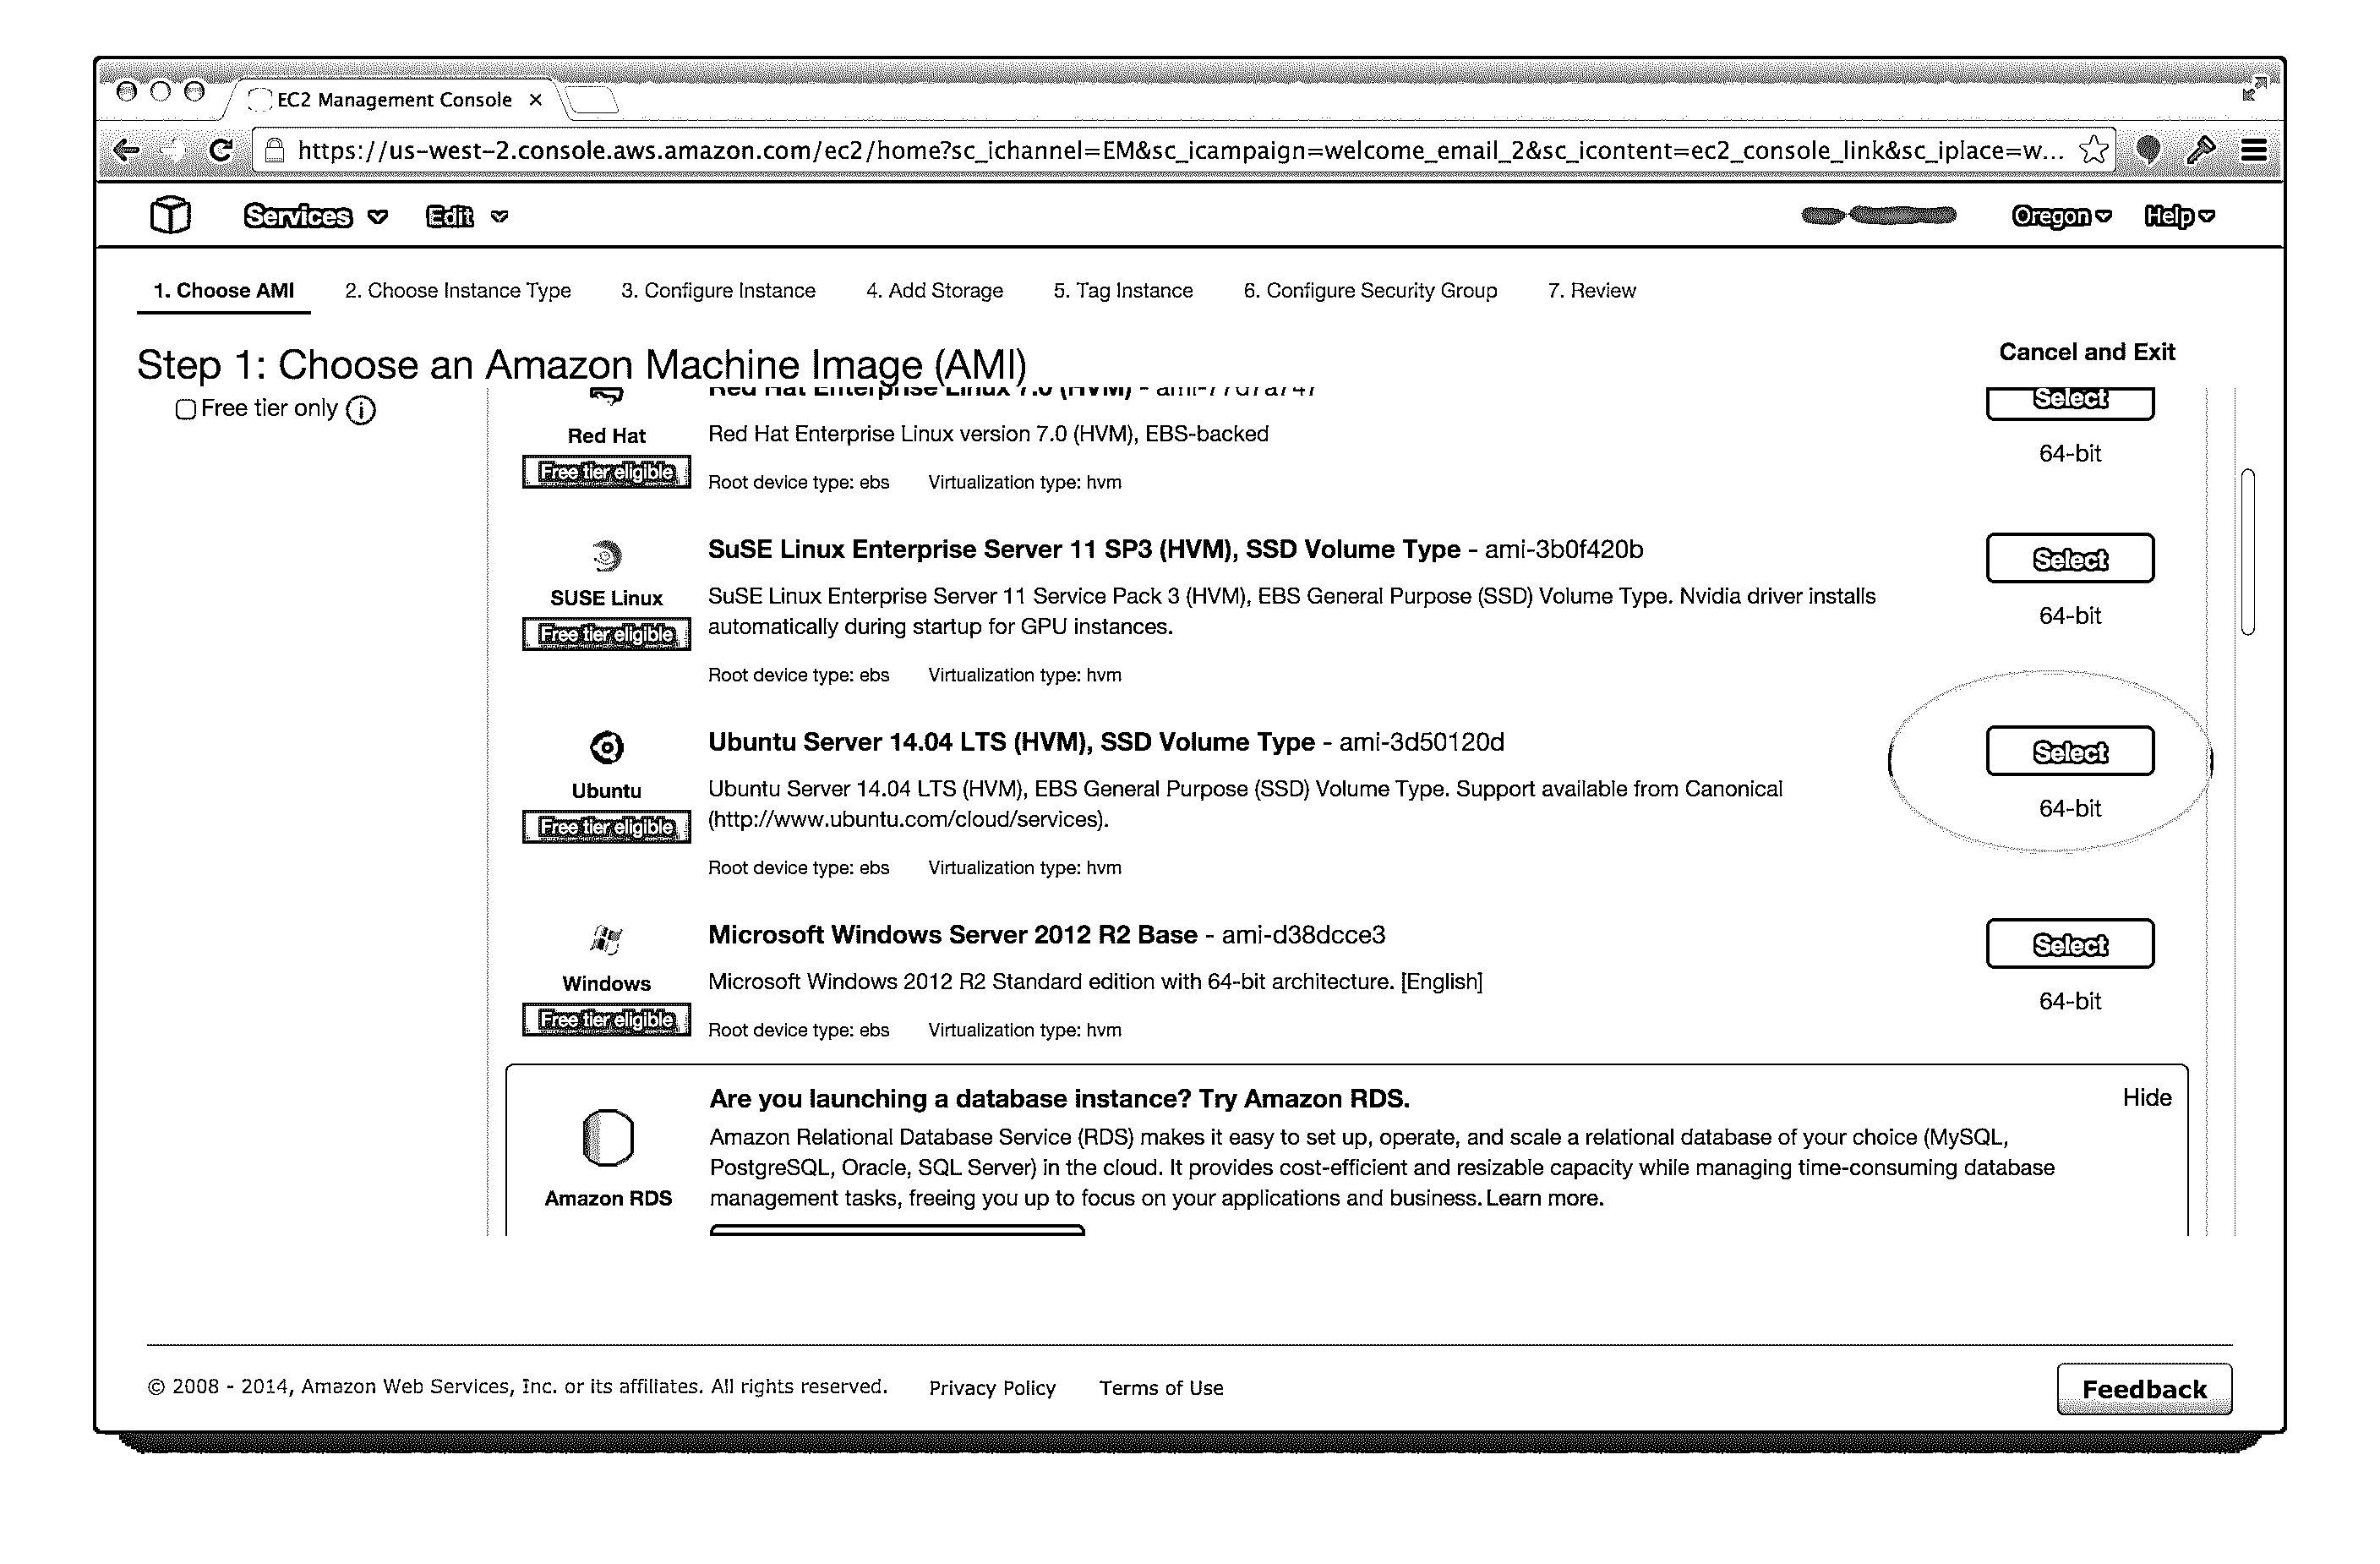 EC2 Management Console ×
https://us-west-2.console.aws.amazon.com/ec2/home?sc_ichannel=EM&sc_icampaign=welcome_email_2&sc_icontent=ec2_console_link&sc_iplace=w...
Services Edit Oregon Help
1. Choose AMI 2. Choose Instance Type 3. Configure Instance 4. Add Storage 5. Tag Instance 6. Configure Security Group 7. Review
Step 1: Choose an Amazon Machine Image (AMI) Cancel and Exit
Red Hat Enterprise Linux 7.0 (HVM) - Select
Free tier only
Red Hat Red Hat Enterprise Linux version 7.0 (HVM), EBS-backed 64-bit
Free tier eligible Root device type: ebs Virtualization type: hvm
SuSE Linux Enterprise Server 11 SP3 (HVM), SSD Volume Type - ami-3b0f420b Select
SUSE Linux SuSE Linux Enterprise Server 11 Service Pack 3 (HVM), EBS General Purpose (SSD) Volume Type. Nvidia driver installs 64-bit
Free tier eligible automatically during startup for GPU instances.
Root device type: ebs Virtualization type: hvm
Ubuntu Server 14.04 LTS (HVM), SSD Volume Type - ami-3d50120d Select
Ubuntu Ubuntu Server 14.04 LTS (HVM), EBS General Purpose (SSD) Volume Type. Support available from Canonical 64-bit
Free tier eligible (http://www.ubuntu.com/cloud/services).
Root device type: ebs Virtualization type: hvm
Microsoft Windows Server 2012 R2 Base - ami-d38dcce3 Select
Windows Microsoft Windows 2012 R2 Standard edition with 64-bit architecture. [English] 64-bit
Free tier eligible Root device type: ebs Virtualization type: hvm
Are you launching a database instance? Try Amazon RDS. Hide
Amazon Relational Database Service (RDS) makes it easy to set up, operate, and scale a relational database of your choice (MySQL,
PostgreSQL, Oracle, SQL Server) in the cloud. It provides cost-efficient and resizable capacity while managing time-consuming database
Amazon RDS management tasks, freeing you up to focus on your applications and business. Learn more.
© 2008 - 2014, Amazon Web Services, Inc. or its affiliates. All rights reserved. Privacy Policy Terms of Use Feedback